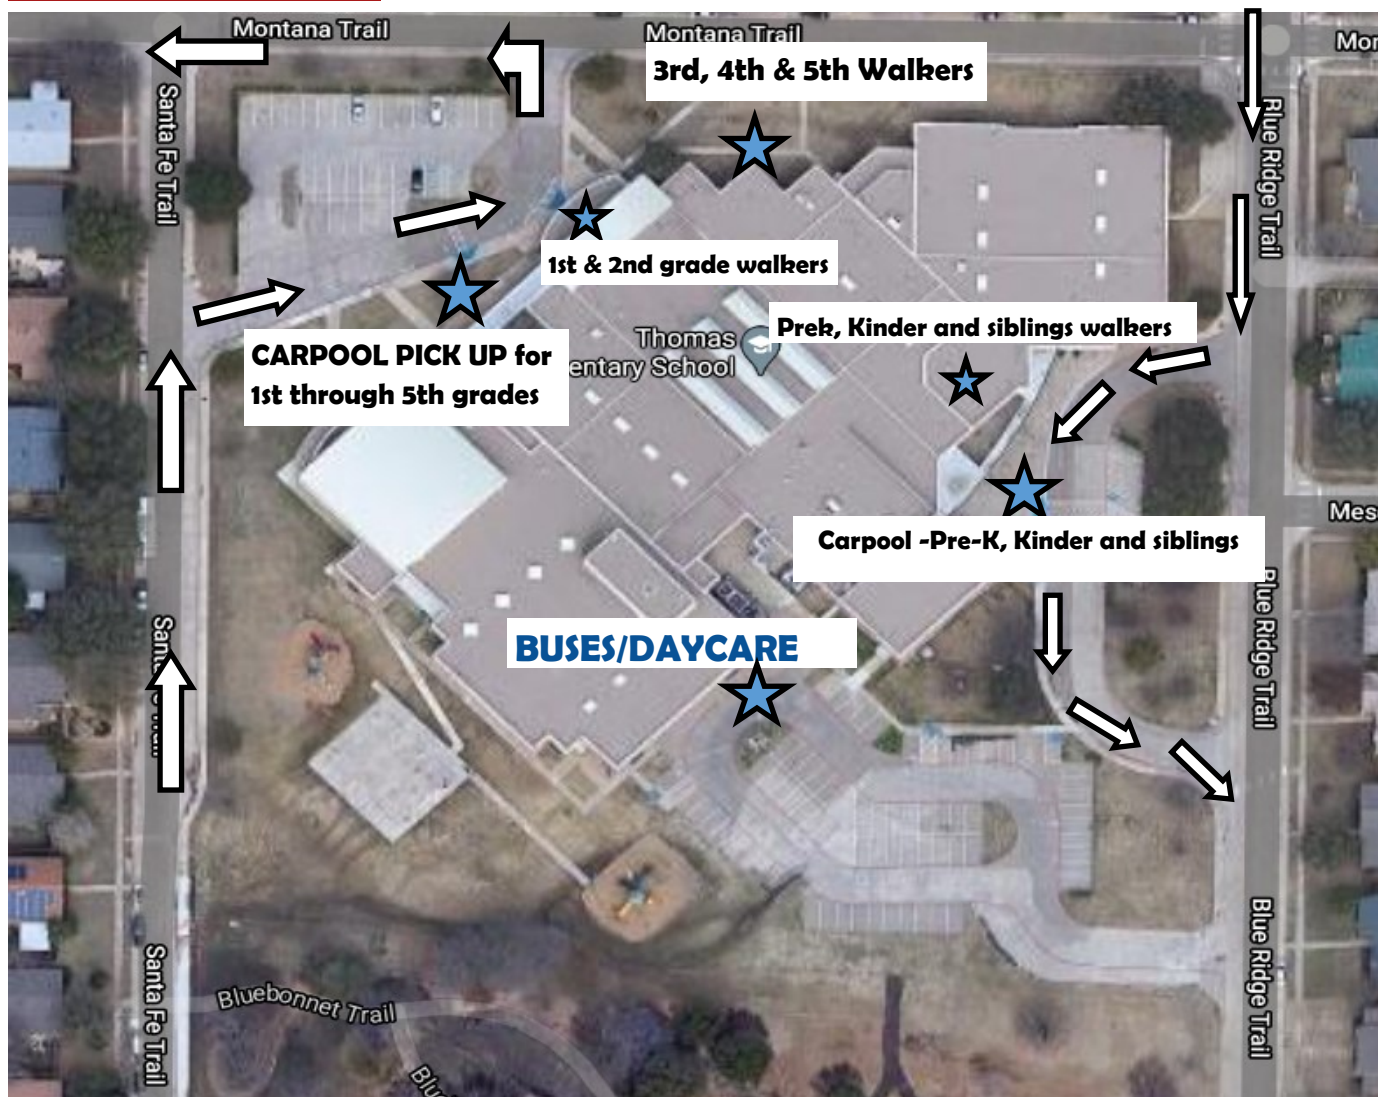 Montana Trail
Montana Trail
Mor
3rd, 4th & 5th Walkers
Santa Fe Trail
Blue Ridge Trail
1st & 2nd grade walkers
Prek, Kinder and siblings walkers
Thomas
entary School
CARPOOL PICK UP for
1st through 5th grades
Mes
Carpool -Pre-K, Kinder and siblings
Blue Ridge Trail
BUSES/DAYCARE
Santa Fe Trail
Blue Ridge Trail
Bluebonnet Trail
Blue